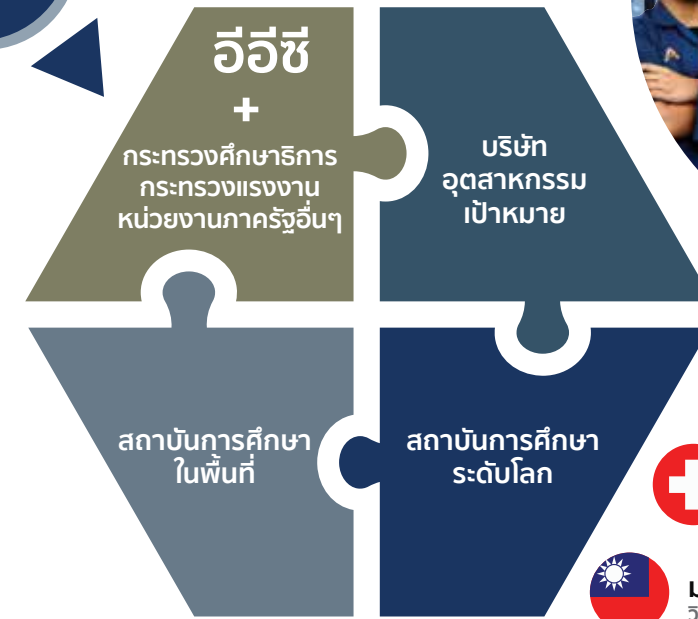 อีอีซี
+
กระทรวงศึกษาธิการ
กระทรวงแรงงาน
หน่วยงานภาครัฐอื่นๆ
บริษัท
อุตสาหกรรม
เป้าหมาย
สถาบันการศึกษา
ในพื้นที่
สถาบันการศึกษา
ระดับโลก